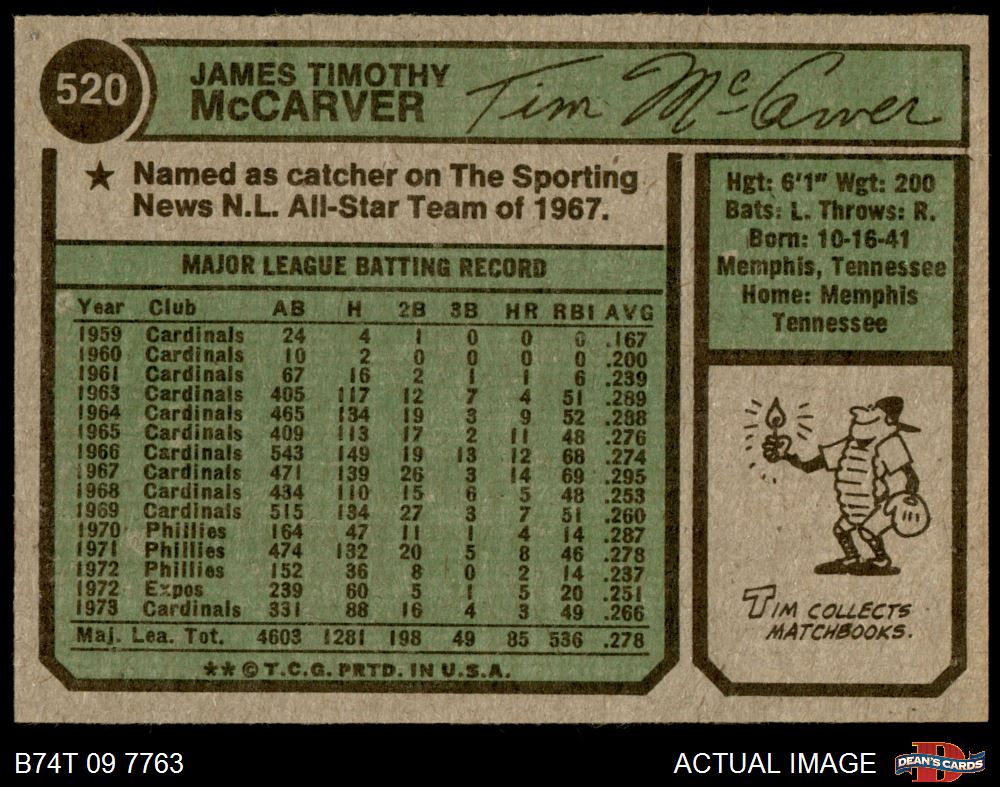 520
JAMES TIMOTHY
McCARVER
Tim McCarver
★ Named as catcher on The Sporting
News N.L. All-Star Team of 1967.
MAJOR LEAGUE BATTING RECORD
Year Club AB H 2B 3B HR RBI AVG
1959 Cardinals 24 4 1 0 0 0 .167
1960 Cardinals 10 2 0 0 0 0 .200
1961 Cardinals 67 16 2 1 1 6 .239
1963 Cardinals 405 117 12 7 4 51 .289
1964 Cardinals 465 134 19 3 9 52 .288
1965 Cardinals 409 113 17 2 11 48 .276
1966 Cardinals 543 149 19 13 12 68 .274
1967 Cardinals 471 139 26 3 14 69 .295
1968 Cardinals 434 110 15 6 5 48 .253
1969 Cardinals 515 134 27 3 7 51 .260
1970 Phillies 164 47 11 1 4 14 .287
1971 Phillies 474 132 20 5 8 46 .278
1972 Phillies 152 36 8 0 2 14 .237
1972 Expos 239 60 5 1 5 20 .251
1973 Cardinals 331 88 16 4 3 49 .266
Maj. Lea. Tot. 4603 1281 198 49 85 536 .278
**©T.C.G. PRTD. IN U.S.A.
Hgt: 6'1" Wgt: 200
Bats: L. Throws: R.
Born: 10-16-41
Memphis, Tennessee
Home: Memphis
Tennessee
TIM COLLECTS
MATCHBOOKS.
B74T 09 7763
ACTUAL IMAGE
D
DEAN'S CARDS